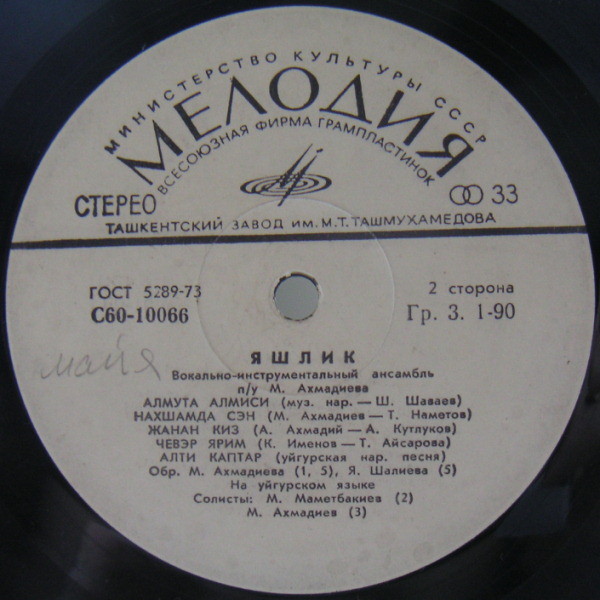 МИНИСТЕРСТВО КУЛЬТУРЫ СССР
МЕЛОДИЯ
ВСЕСОЮЗНАЯ ФИРМА ГРАМПЛАСТИНОК
СТЕРЕО 33
ТАШКЕНТСКИЙ ЗАВОД ИМ. М.Т. ТАШМУХАМЕДОВА
ГОСТ 5289-73 2 сторона
С60-10066 Гр. 3. 1-90
майя
ЯШЛИК
Вокально-инструментальный ансамбль
п/у М. Ахмадиева
АЛМУТА АЛМИСИ (муз. нар. — Ш. Шаваев)
НАХШАМДА СЭН (М. Ахмадиев — Т. Наметов)
ЖАНАН КИЗ (А. Ахмадий — А. Кутлуков)
ЧЕВЭР ЯРИМ (К. Именов — Т. Айсарова)
АЛТИ КАПТАР (уйгурская нар. песня)
Обр. М. Ахмадиева (1, 5), Я. Шалиева (5)
На уйгурском языке
Солисты: М. Маметбакиев (2)
М. Ахмадиев (3)